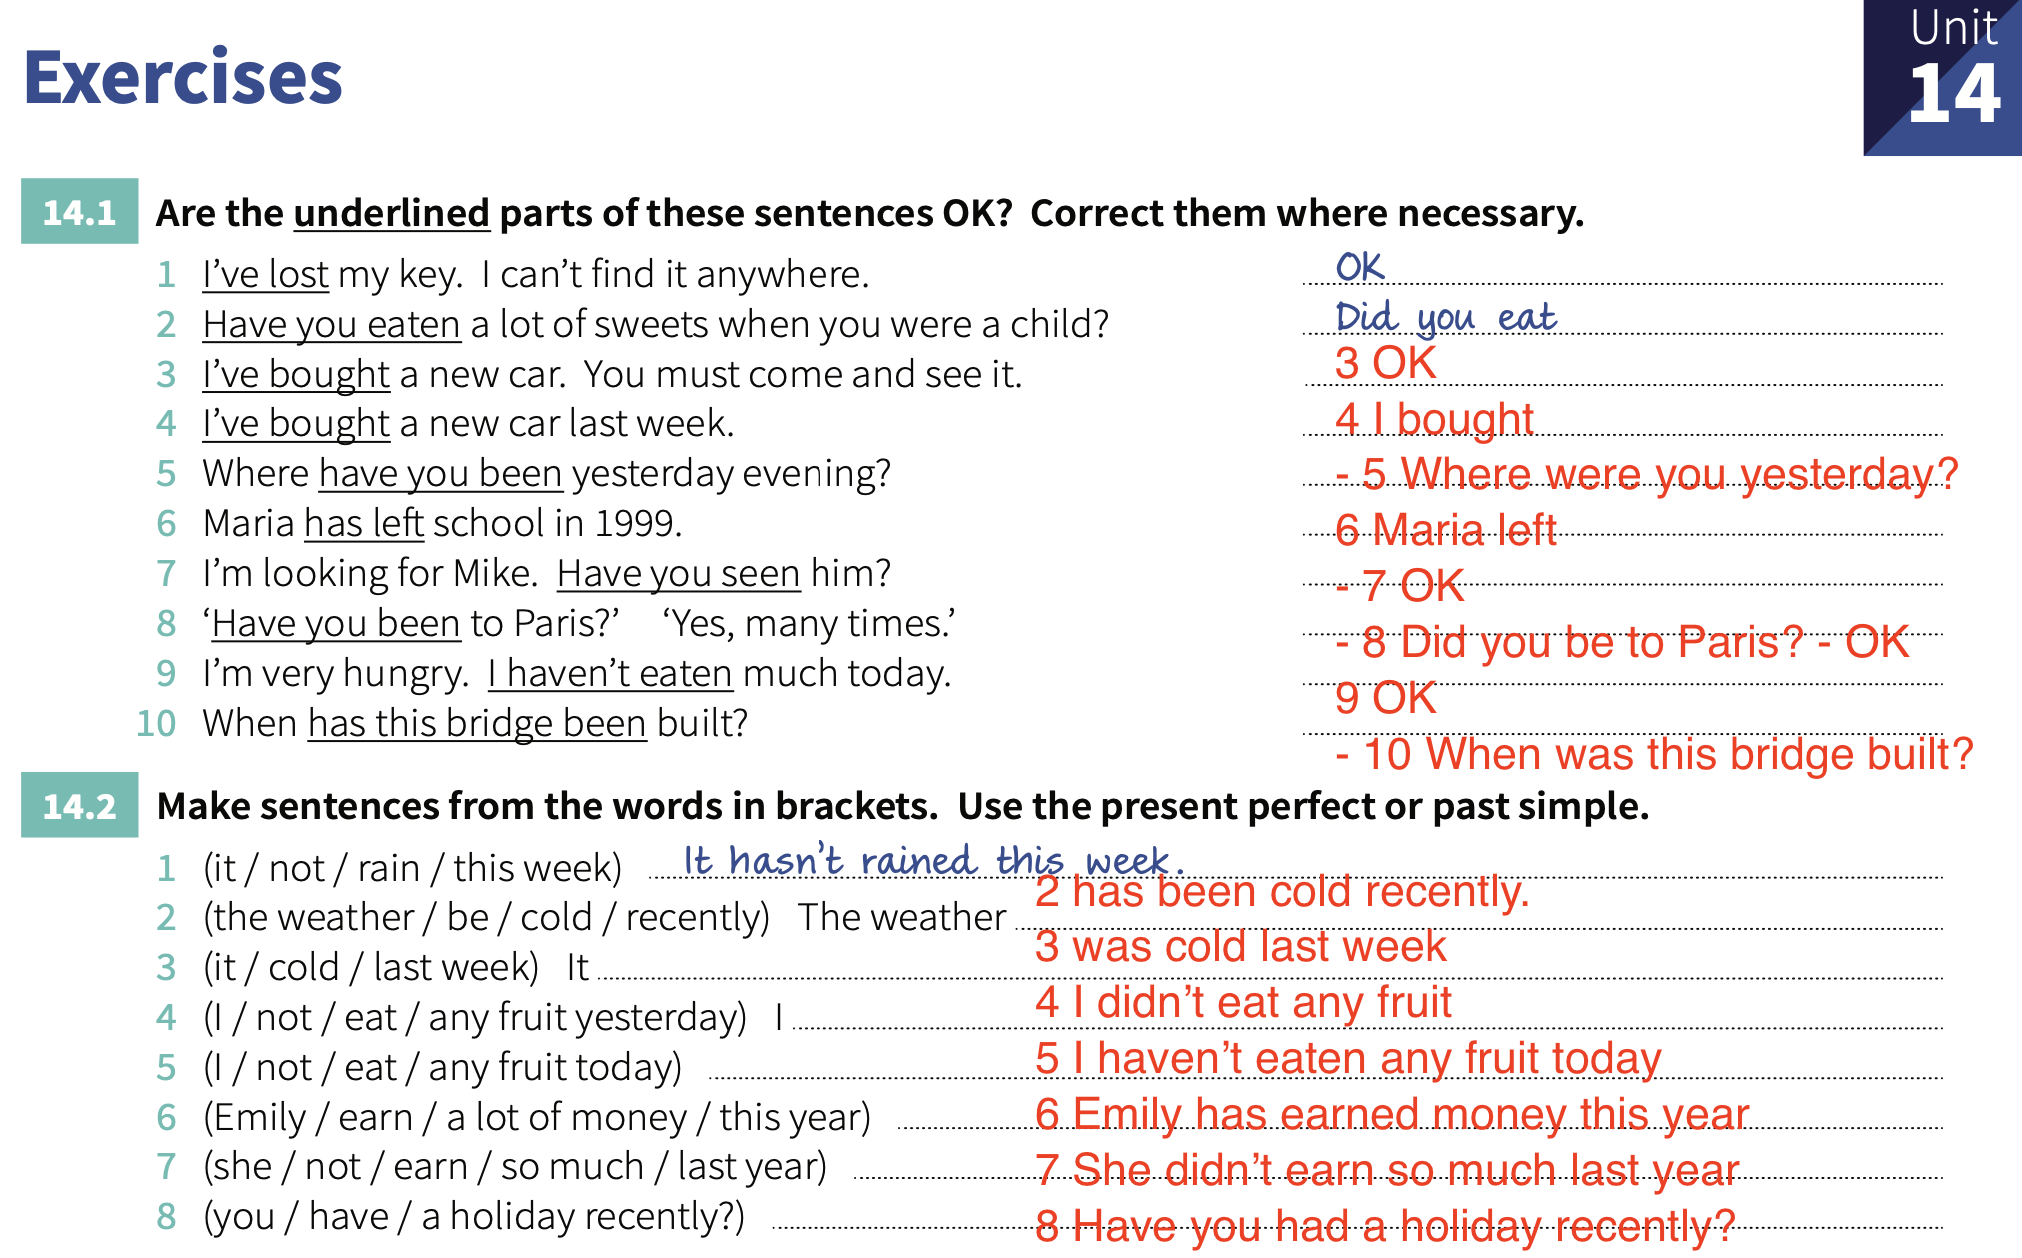 Exercises
Unit
14
14.1 Are the underlined parts of these sentences OK? Correct them where necessary.
1 I’ve lost my key. I can’t find it anywhere. OK
2 Have you eaten a lot of sweets when you were a child? Did you eat
3 I’ve bought a new car. You must come and see it. 3 OK
4 I’ve bought a new car last week. 4 I bought
5 Where have you been yesterday evening? - 5 Where were you yesterday?
6 Maria has left school in 1999. 6 Maria left
7 I’m looking for Mike. Have you seen him? - 7 OK
8 ‘Have you been to Paris?’ ‘Yes, many times.’ - 8 Did you be to Paris? - OK
9 I’m very hungry. I haven’t eaten much today. 9 OK
10 When has this bridge been built? - 10 When was this bridge built?
14.2 Make sentences from the words in brackets. Use the present perfect or past simple.
1 (it / not / rain / this week) It hasn’t rained this week.
2 (the weather / be / cold / recently) The weather 2 has been cold recently.
3 (it / cold / last week) It 3 was cold last week
4 (I / not / eat / any fruit yesterday) I 4 I didn’t eat any fruit
5 (I / not / eat / any fruit today) 5 I haven’t eaten any fruit today
6 (Emily / earn / a lot of money / this year) 6 Emily has earned money this year
7 (she / not / earn / so much / last year) 7 She didn’t earn so much last year
8 (you / have / a holiday recently?) 8 Have you had a holiday recently?